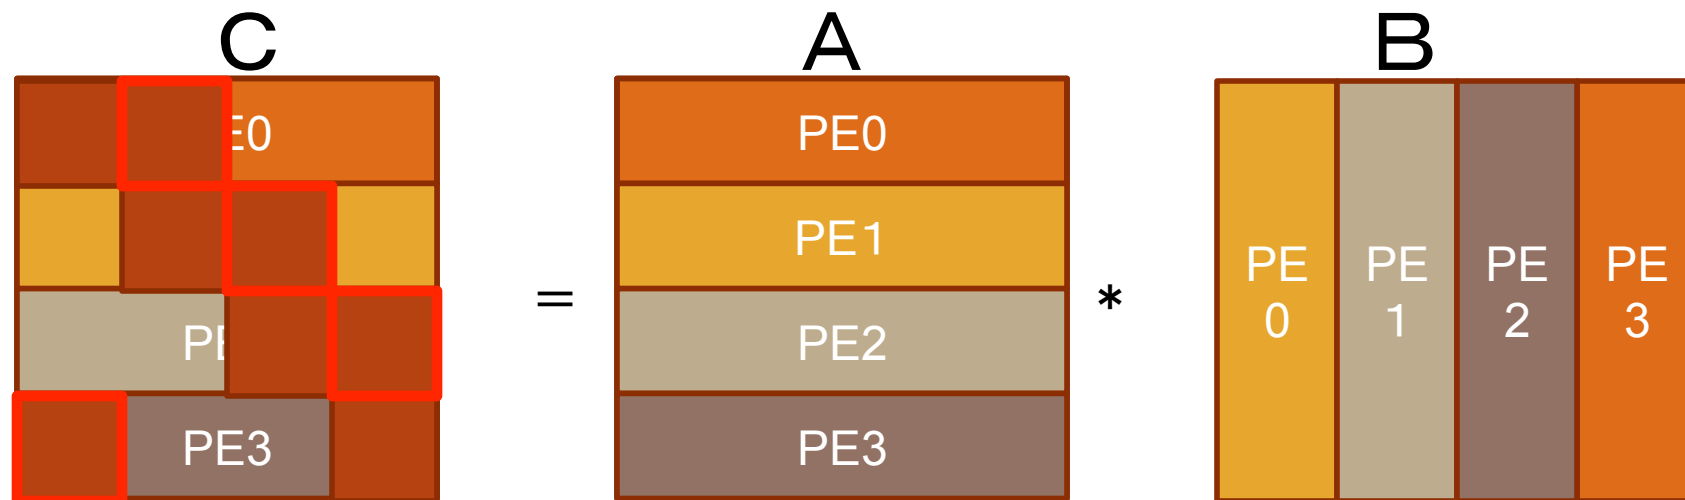 C A B
E0 PE0
PE1
= * PE PE PE PE
0 1 2 3
PE2
PE3 PE3